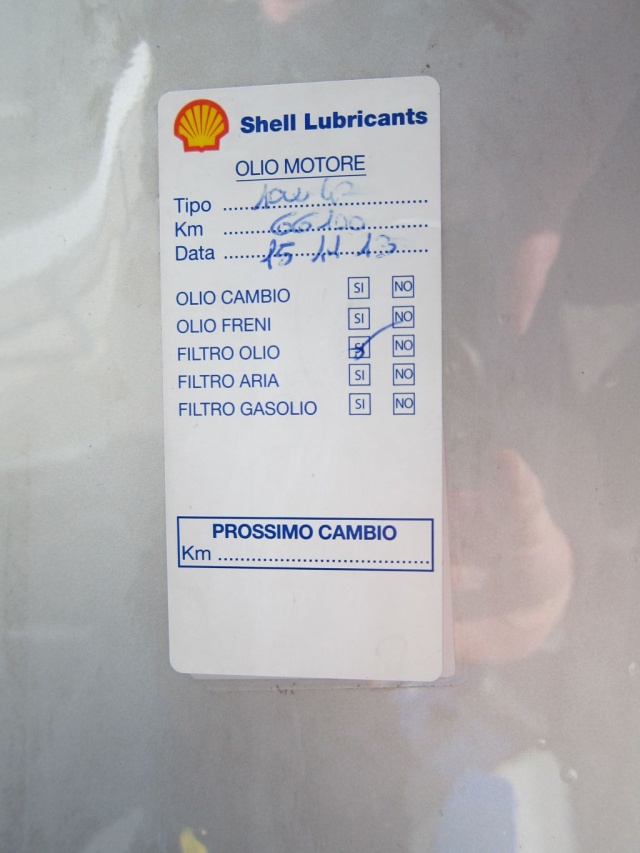 Shell Lubricants
OLIO MOTORE
Tipo 10W40
Km 66100
Data 15 11 13
OLIO CAMBIO SI NO
OLIO FRENI SI NO
FILTRO OLIO SI NO
FILTRO ARIA SI NO
FILTRO GASOLIO SI NO
PROSSIMO CAMBIO
Km